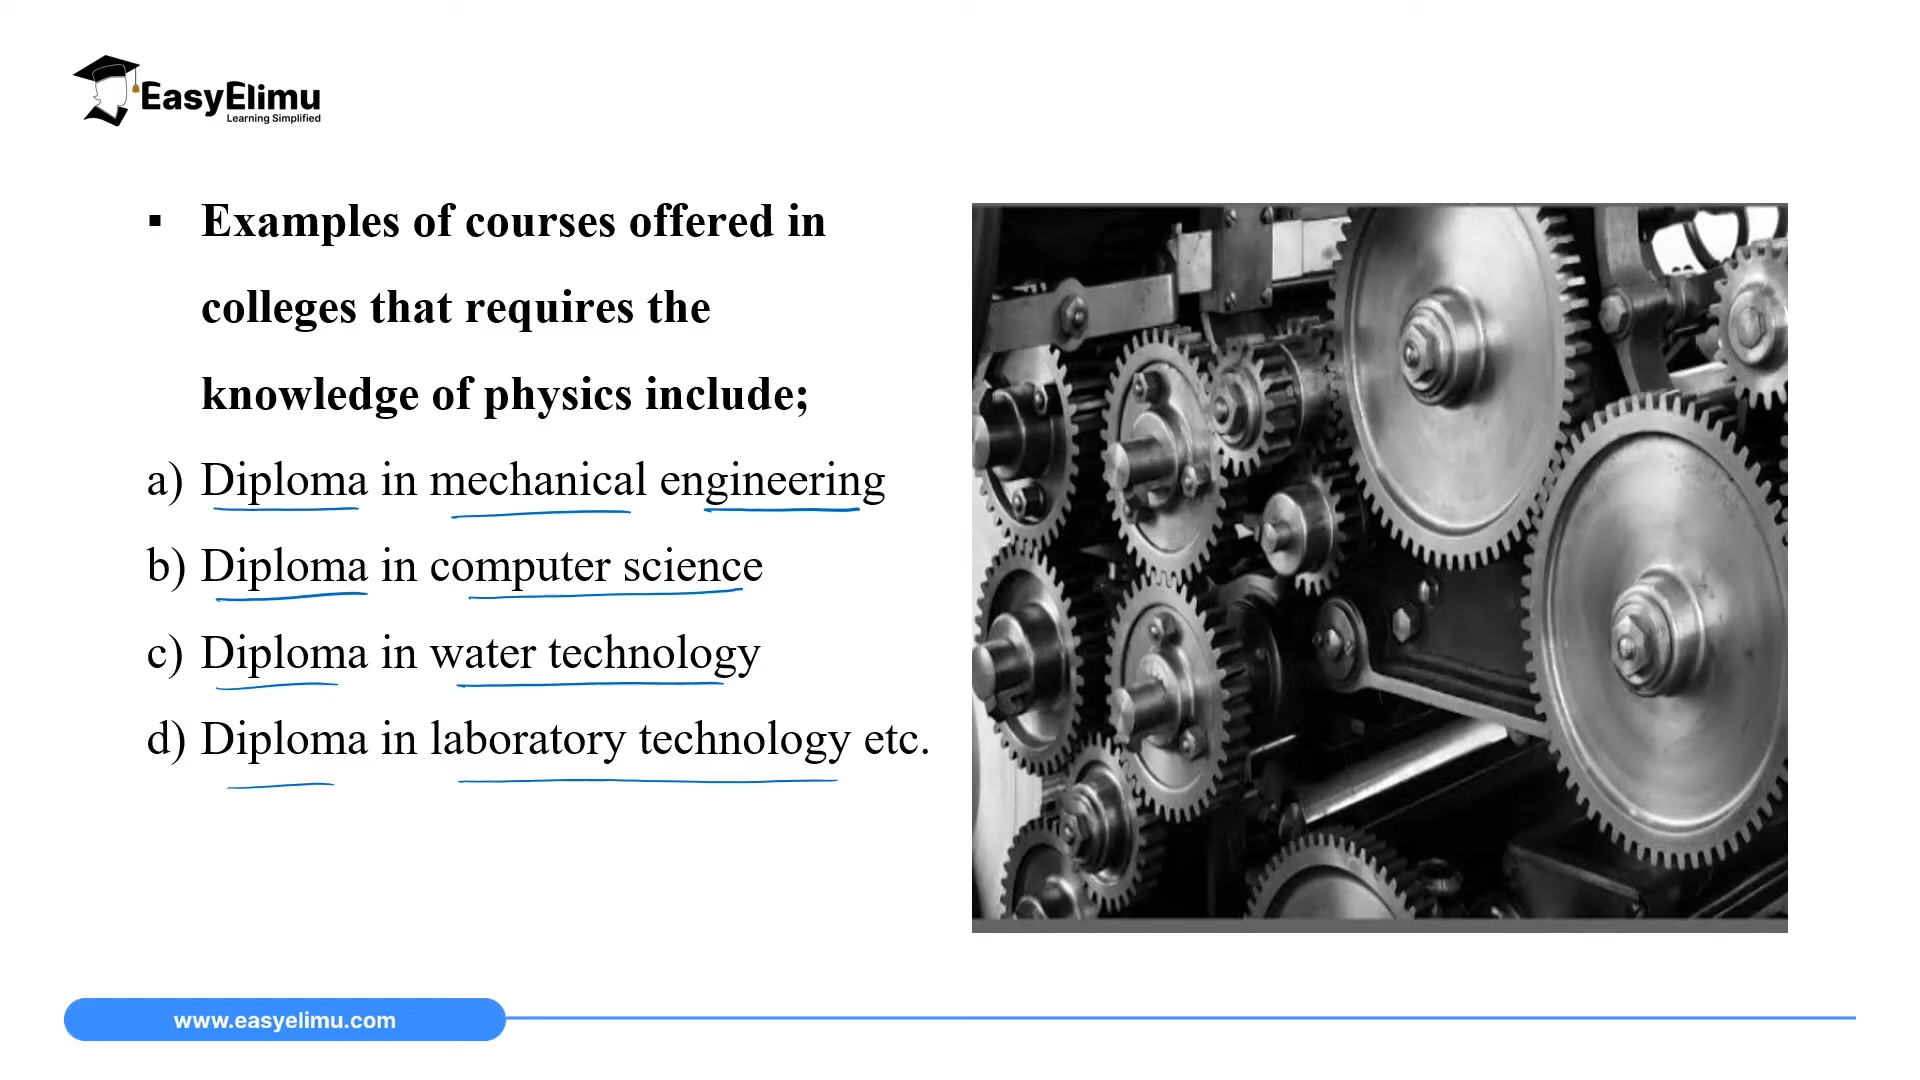 EasyElimu
Learning Simplified
▪ Examples of courses offered in
colleges that requires the
knowledge of physics include;
a) Diploma in mechanical engineering
b) Diploma in computer science
c) Diploma in water technology
d) Diploma in laboratory technology etc.
www.easyelimu.com